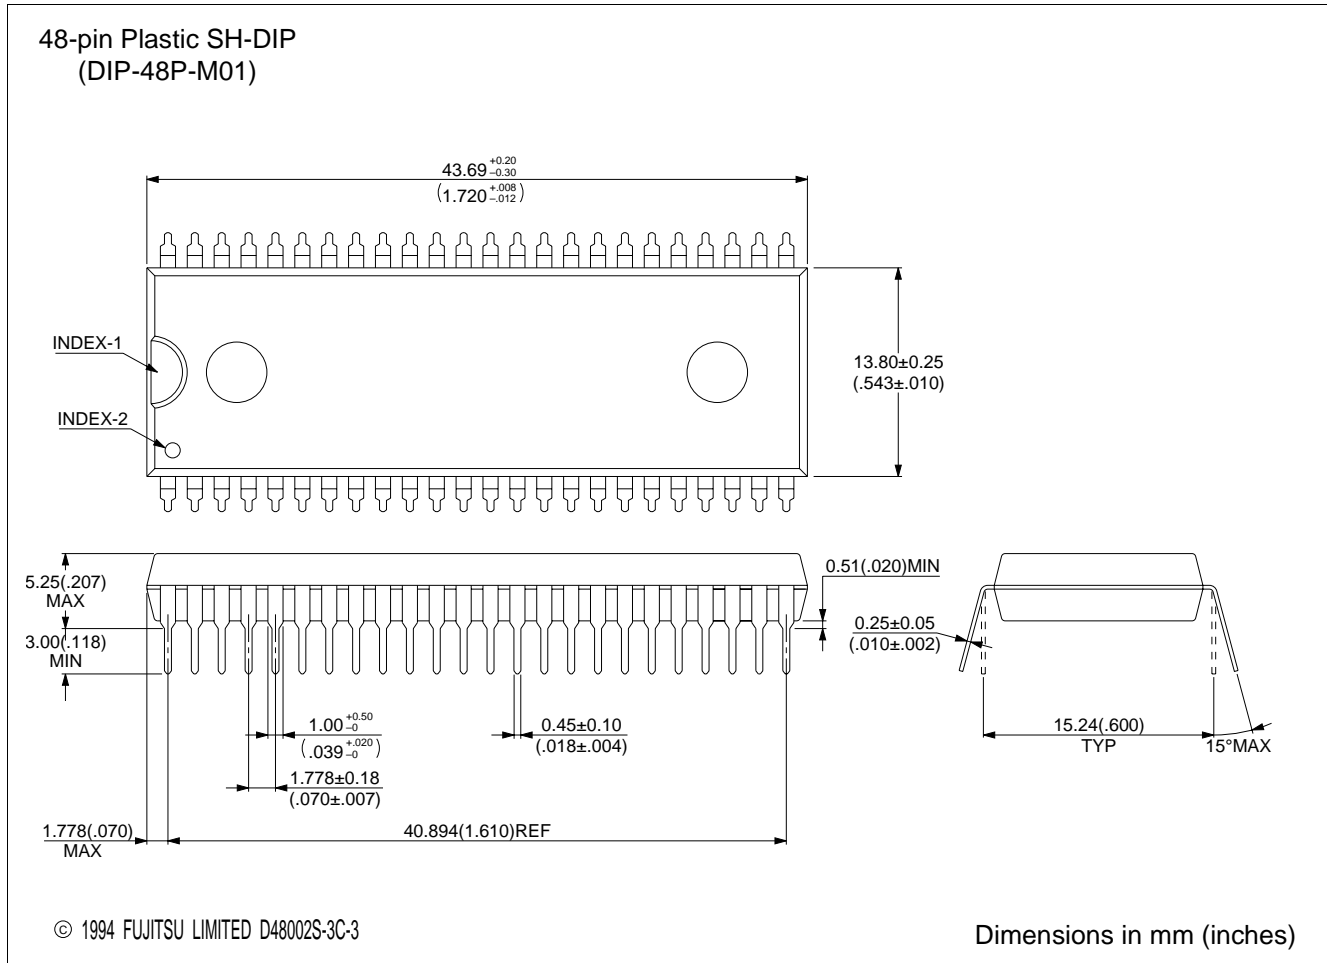 48-pin Plastic SH-DIP
(DIP-48P-M01)
43.69 +0.20 –0.30
(1.720 +.008 –.012)
INDEX-1
13.80±0.25
(.543±.010)
INDEX-2
5.25(.207)
MAX
0.51(.020)MIN
3.00(.118)
MIN
0.25±0.05
(.010±.002)
1.00 +0.50 –0
(.039 +.020 –0)
0.45±0.10
(.018±.004)
15.24(.600)
TYP
15°MAX
1.778±0.18
(.070±.007)
1.778(.070)
MAX
40.894(1.610)REF
© 1994 FUJITSU LIMITED D48002S-3C-3
Dimensions in mm (inches)